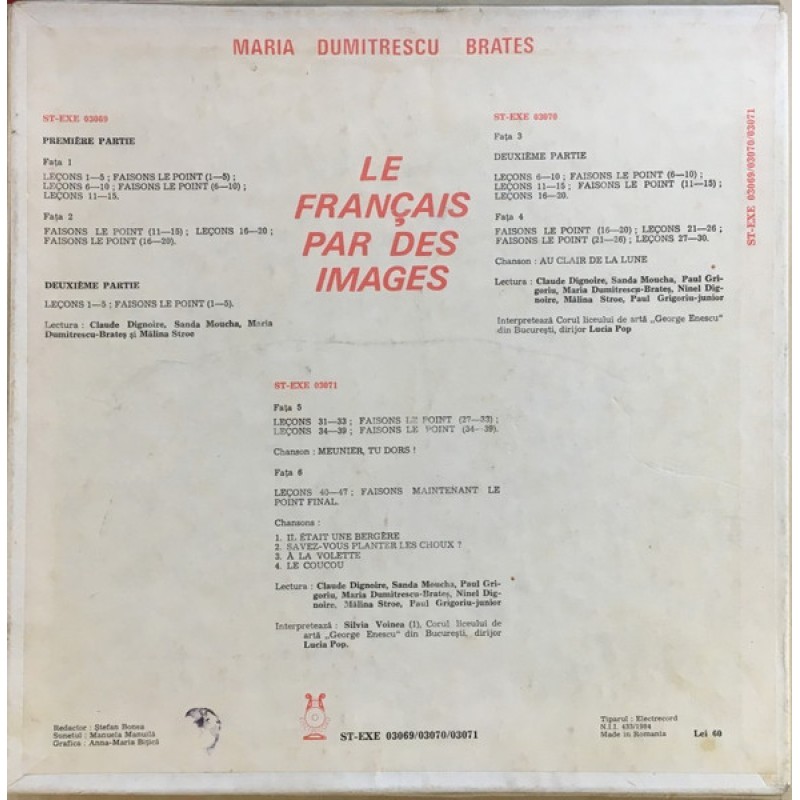 MARIA DUMITRESCU BRATEȘ
ST-EXE 03069
PREMIÈRE PARTIE
Fața 1
LEÇONS 1—5 ; FAISONS LE POINT (1—5) ;
LEÇONS 6—10 ; FAISONS LE POINT (6—10) ;
LEÇONS 11—15.
Fața 2
FAISONS LE POINT (11—15) ; LEÇONS 16—20 ;
FAISONS LE POINT (16—20).
DEUXIÈME PARTIE
LEÇONS 1—5 ; FAISONS LE POINT (1—5).
Lectura : Claude Dignoire, Sanda Moucha, Maria
Dumitrescu-Brateș și Mălina Stroe
LE
FRANÇAIS
PAR DES
IMAGES
ST-EXE 03070
Fața 3
DEUXIÈME PARTIE
LEÇONS 6—10 ; FAISONS LE POINT (6—10) ;
LEÇONS 11—15 ; FAISONS LE POINT (11—15) ;
LEÇONS 16—20.
Fața 4
FAISONS LE POINT (16—20) ; LEÇONS 21—26 ;
FAISONS LE POINT (21—26) ; LEÇONS 27—30.
Chanson : AU CLAIR DE LA LUNE
Lectura : Claude Dignoire, Sanda Moucha, Paul Gri-
goriu, Maria Dumitrescu-Brateș, Ninel Dig-
noire, Mălina Stroe, Paul Grigoriu-junior
Interpretează Corul liceului de artă „George Enescu"
din București, dirijor Lucia Pop
ST-EXE 03069/03070/03071
ST-EXE 03071
Fața 5
LEÇONS 31—33 ; FAISONS LE POINT (27—33) ;
LEÇONS 34—39 ; FAISONS LE POINT (34—39).
Chanson : MEUNIER, TU DORS !
Fața 6
LEÇONS 40—47 ; FAISONS MAINTENANT LE
POINT FINAL.
Chansons :
1. IL ÉTAIT UNE BERGÈRE
2. SAVEZ-VOUS PLANTER LES CHOUX ?
3. À LA VOLETTE
4. LE COUCOU
Lectura : Claude Dignoire, Sanda Moucha, Paul Gri-
goriu, Maria Dumitrescu-Brateș, Ninel Dig-
noire, Mălina Stroe, Paul Grigoriu-junior
Interpretează : Silvia Voinea (1), Corul liceului de
artă „George Enescu" din București, dirijor
Lucia Pop.
Redactor : Ștefan Bonea
Sunetul : Manuela Manuilă
Grafica : Anna-Maria Bișică
ST-EXE 03069/03070/03071
Tiparul : Electrecord
N.I.I. 433/1984
Made in Romania
Lei 60